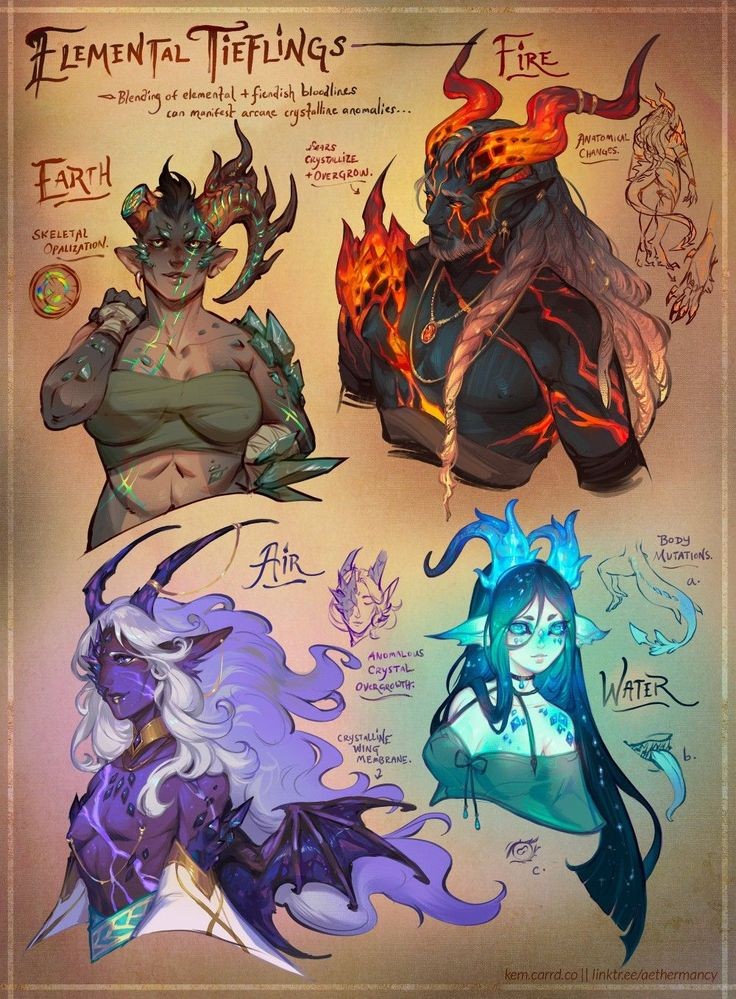 ELEMENTAL TIEFLINGS
Blending of elemental + fiendish bloodlines
can manifest arcane crystalline anomalies...
FIRE
ANATOMICAL
CHANGES.
SCARS
CRYSTALLIZE
+ OVERGROW.
EARTH
SKELETAL
OPALIZATION.
AIR
ANOMALOUS
CRYSTAL
OVERGROWTH.
CRYSTALLINE
WING
MEMBRANE.
BODY
MUTATIONS.
a.
WATER
b.
c.
kem.carrd.co || linktr.ee/aethermancy